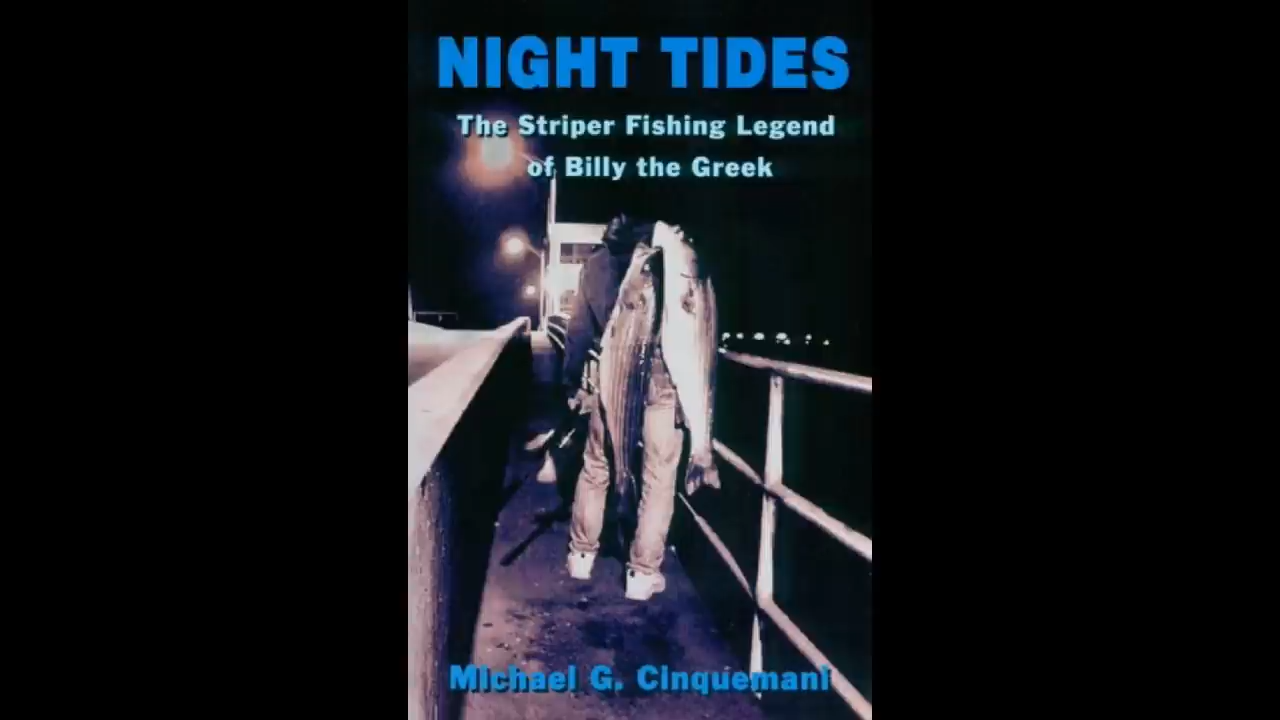 NIGHT TIDES
The Striper Fishing Legend
of Billy the Greek
Michael G. Cinquemani